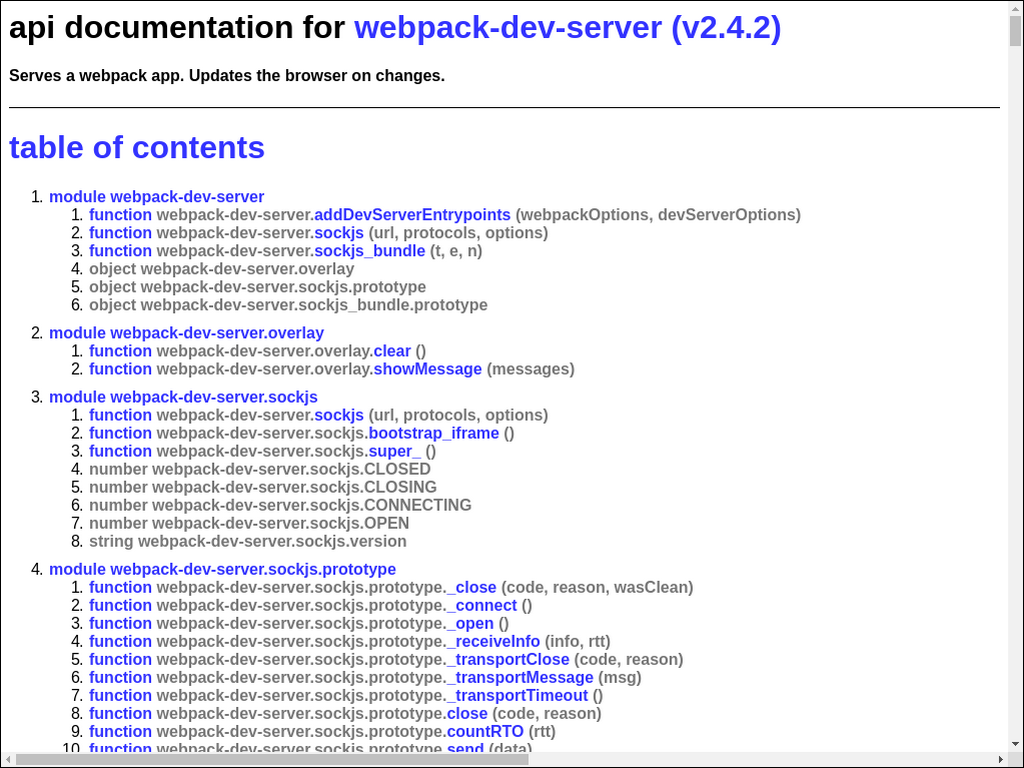 api documentation for webpack-dev-server (v2.4.2)
Serves a webpack app. Updates the browser on changes.
table of contents
1. module webpack-dev-server
1. function webpack-dev-server.addDevServerEntrypoints (webpackOptions, devServerOptions)
2. function webpack-dev-server.sockjs (url, protocols, options)
3. function webpack-dev-server.sockjs_bundle (t, e, n)
4. object webpack-dev-server.overlay
5. object webpack-dev-server.sockjs.prototype
6. object webpack-dev-server.sockjs_bundle.prototype
2. module webpack-dev-server.overlay
1. function webpack-dev-server.overlay.clear ()
2. function webpack-dev-server.overlay.showMessage (messages)
3. module webpack-dev-server.sockjs
1. function webpack-dev-server.sockjs (url, protocols, options)
2. function webpack-dev-server.sockjs.bootstrap_iframe ()
3. function webpack-dev-server.sockjs.super_ ()
4. number webpack-dev-server.sockjs.CLOSED
5. number webpack-dev-server.sockjs.CLOSING
6. number webpack-dev-server.sockjs.CONNECTING
7. number webpack-dev-server.sockjs.OPEN
8. string webpack-dev-server.sockjs.version
4. module webpack-dev-server.sockjs.prototype
1. function webpack-dev-server.sockjs.prototype._close (code, reason, wasClean)
2. function webpack-dev-server.sockjs.prototype._connect ()
3. function webpack-dev-server.sockjs.prototype._open ()
4. function webpack-dev-server.sockjs.prototype._receiveInfo (info, rtt)
5. function webpack-dev-server.sockjs.prototype._transportClose (code, reason)
6. function webpack-dev-server.sockjs.prototype._transportMessage (msg)
7. function webpack-dev-server.sockjs.prototype._transportTimeout ()
8. function webpack-dev-server.sockjs.prototype.close (code, reason)
9. function webpack-dev-server.sockjs.prototype.countRTO (rtt)
10. function webpack-dev-server.sockjs.prototype.send (data)